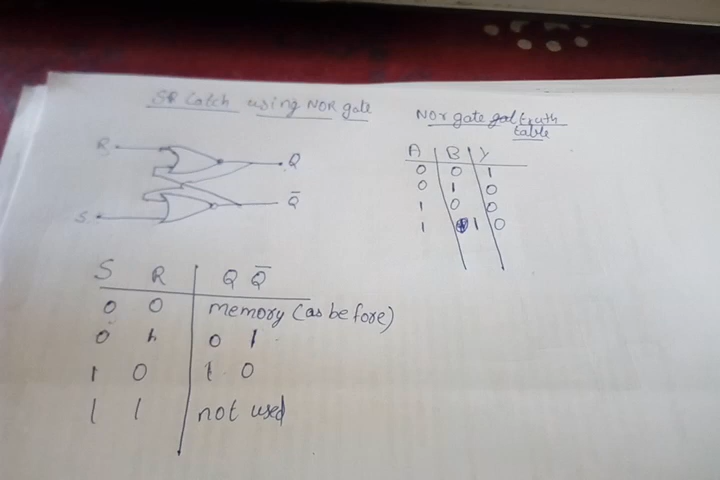 SR Latch using NOR gate
R
Q
Q̅
S
S R Q Q̅
0 0 memory (as before)
0 1 0 1
1 0 1 0
1 1 not used
NOR gate truth
table
A B Y
0 0 1
0 1 0
1 0 0
1 1 0